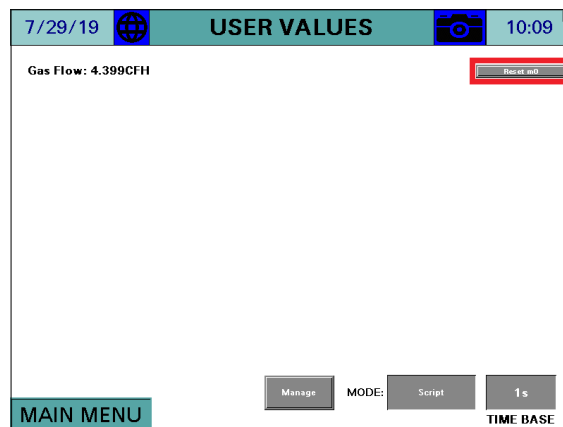 7/29/19 USER VALUES 10:09
Gas Flow: 4.399CFH Reset m0
Manage MODE: Script 1s
MAIN MENU TIME BASE